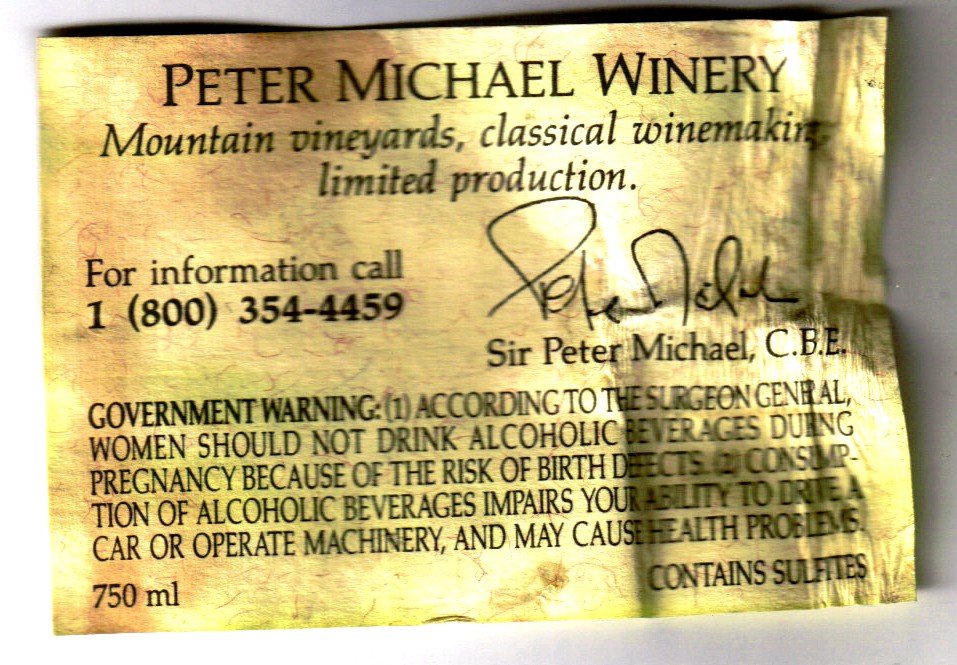 PETER MICHAEL WINERY
Mountain vineyards, classical winemaking,
limited production.
For information call
1 (800) 354-4459
Peter Michael
Sir Peter Michael, C.B.E.
GOVERNMENT WARNING: (1) ACCORDING TO THE SURGEON GENERAL,
WOMEN SHOULD NOT DRINK ALCOHOLIC BEVERAGES DURING
PREGNANCY BECAUSE OF THE RISK OF BIRTH DEFECTS. (2) CONSUMP-
TION OF ALCOHOLIC BEVERAGES IMPAIRS YOUR ABILITY TO DRIVE A
CAR OR OPERATE MACHINERY, AND MAY CAUSE HEALTH PROBLEMS.
750 ml
CONTAINS SULFITES